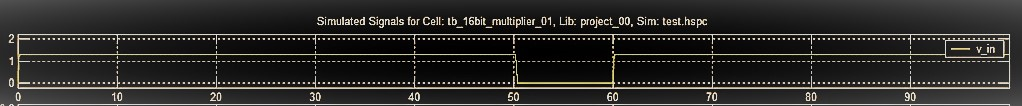 Simulated Signals for Cell: tb_16bit_multiplier_01, Lib: project_00, Sim: test.hspc
2
v_in
1
0
0 10 20 30 40 50 60 70 80 90